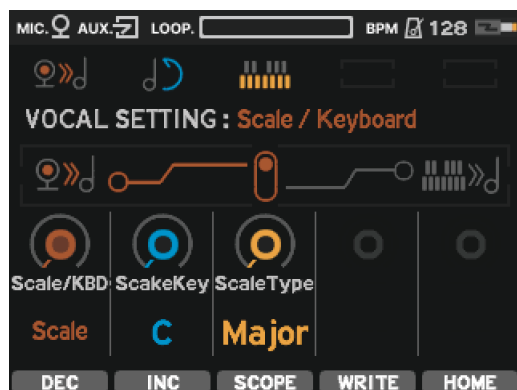 MIC. AUX. LOOP. BPM 128
VOCAL SETTING : Scale / Keyboard
Scale/KBD ScakeKey ScaleType
Scale C Major
DEC INC SCOPE WRITE HOME